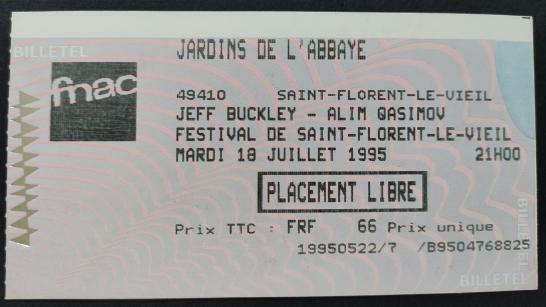 BILLETEL
JARDINS DE L'ABBAYE
fnac
49410 SAINT-FLORENT-LE-VIEIL
JEFF BUCKLEY - ALIM QASIMOV
FESTIVAL DE SAINT-FLORENT-LE-VIEIL
MARDI 18 JUILLET 1995 21H00
PLACEMENT LIBRE
Prix TTC : FRF 66 Prix unique
19950522/7 /B9504768825
BILLETEL
BILLETEL